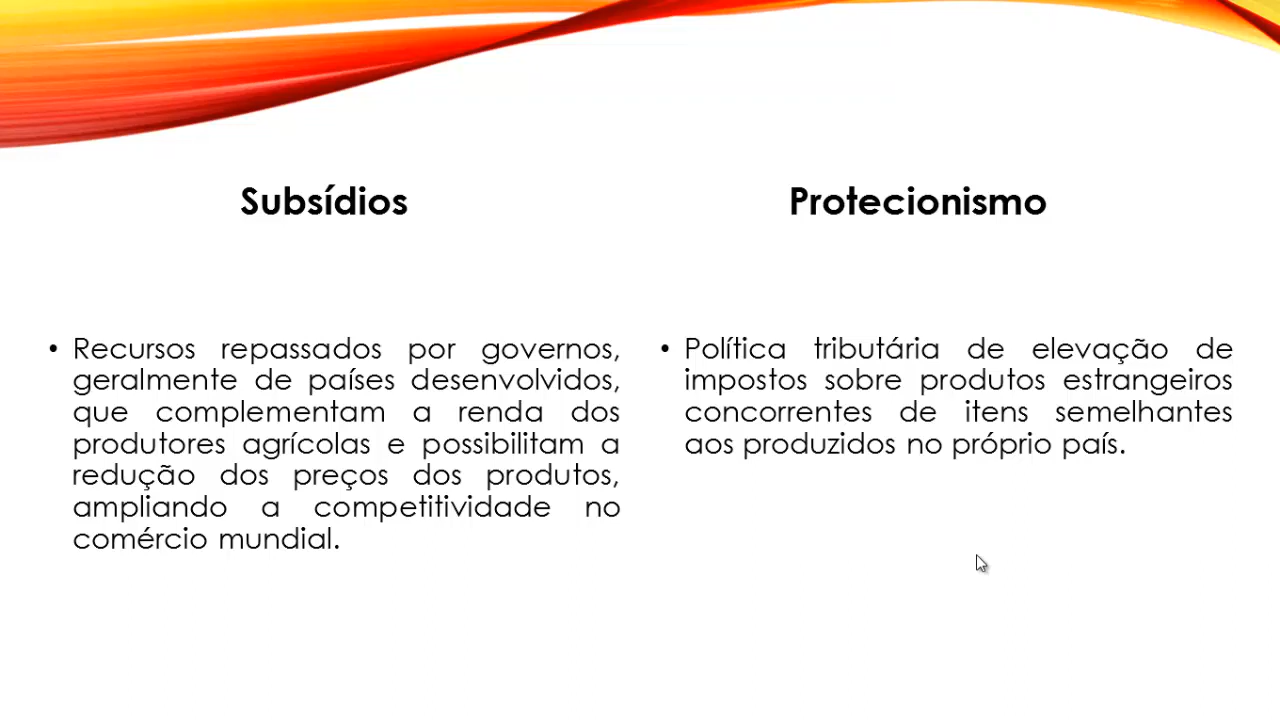 Subsídios
• Recursos repassados por governos,
geralmente de países desenvolvidos,
que complementam a renda dos
produtores agrícolas e possibilitam a
redução dos preços dos produtos,
ampliando a competitividade no
comércio mundial.
Protecionismo
• Política tributária de elevação de
impostos sobre produtos estrangeiros
concorrentes de itens semelhantes
aos produzidos no próprio país.